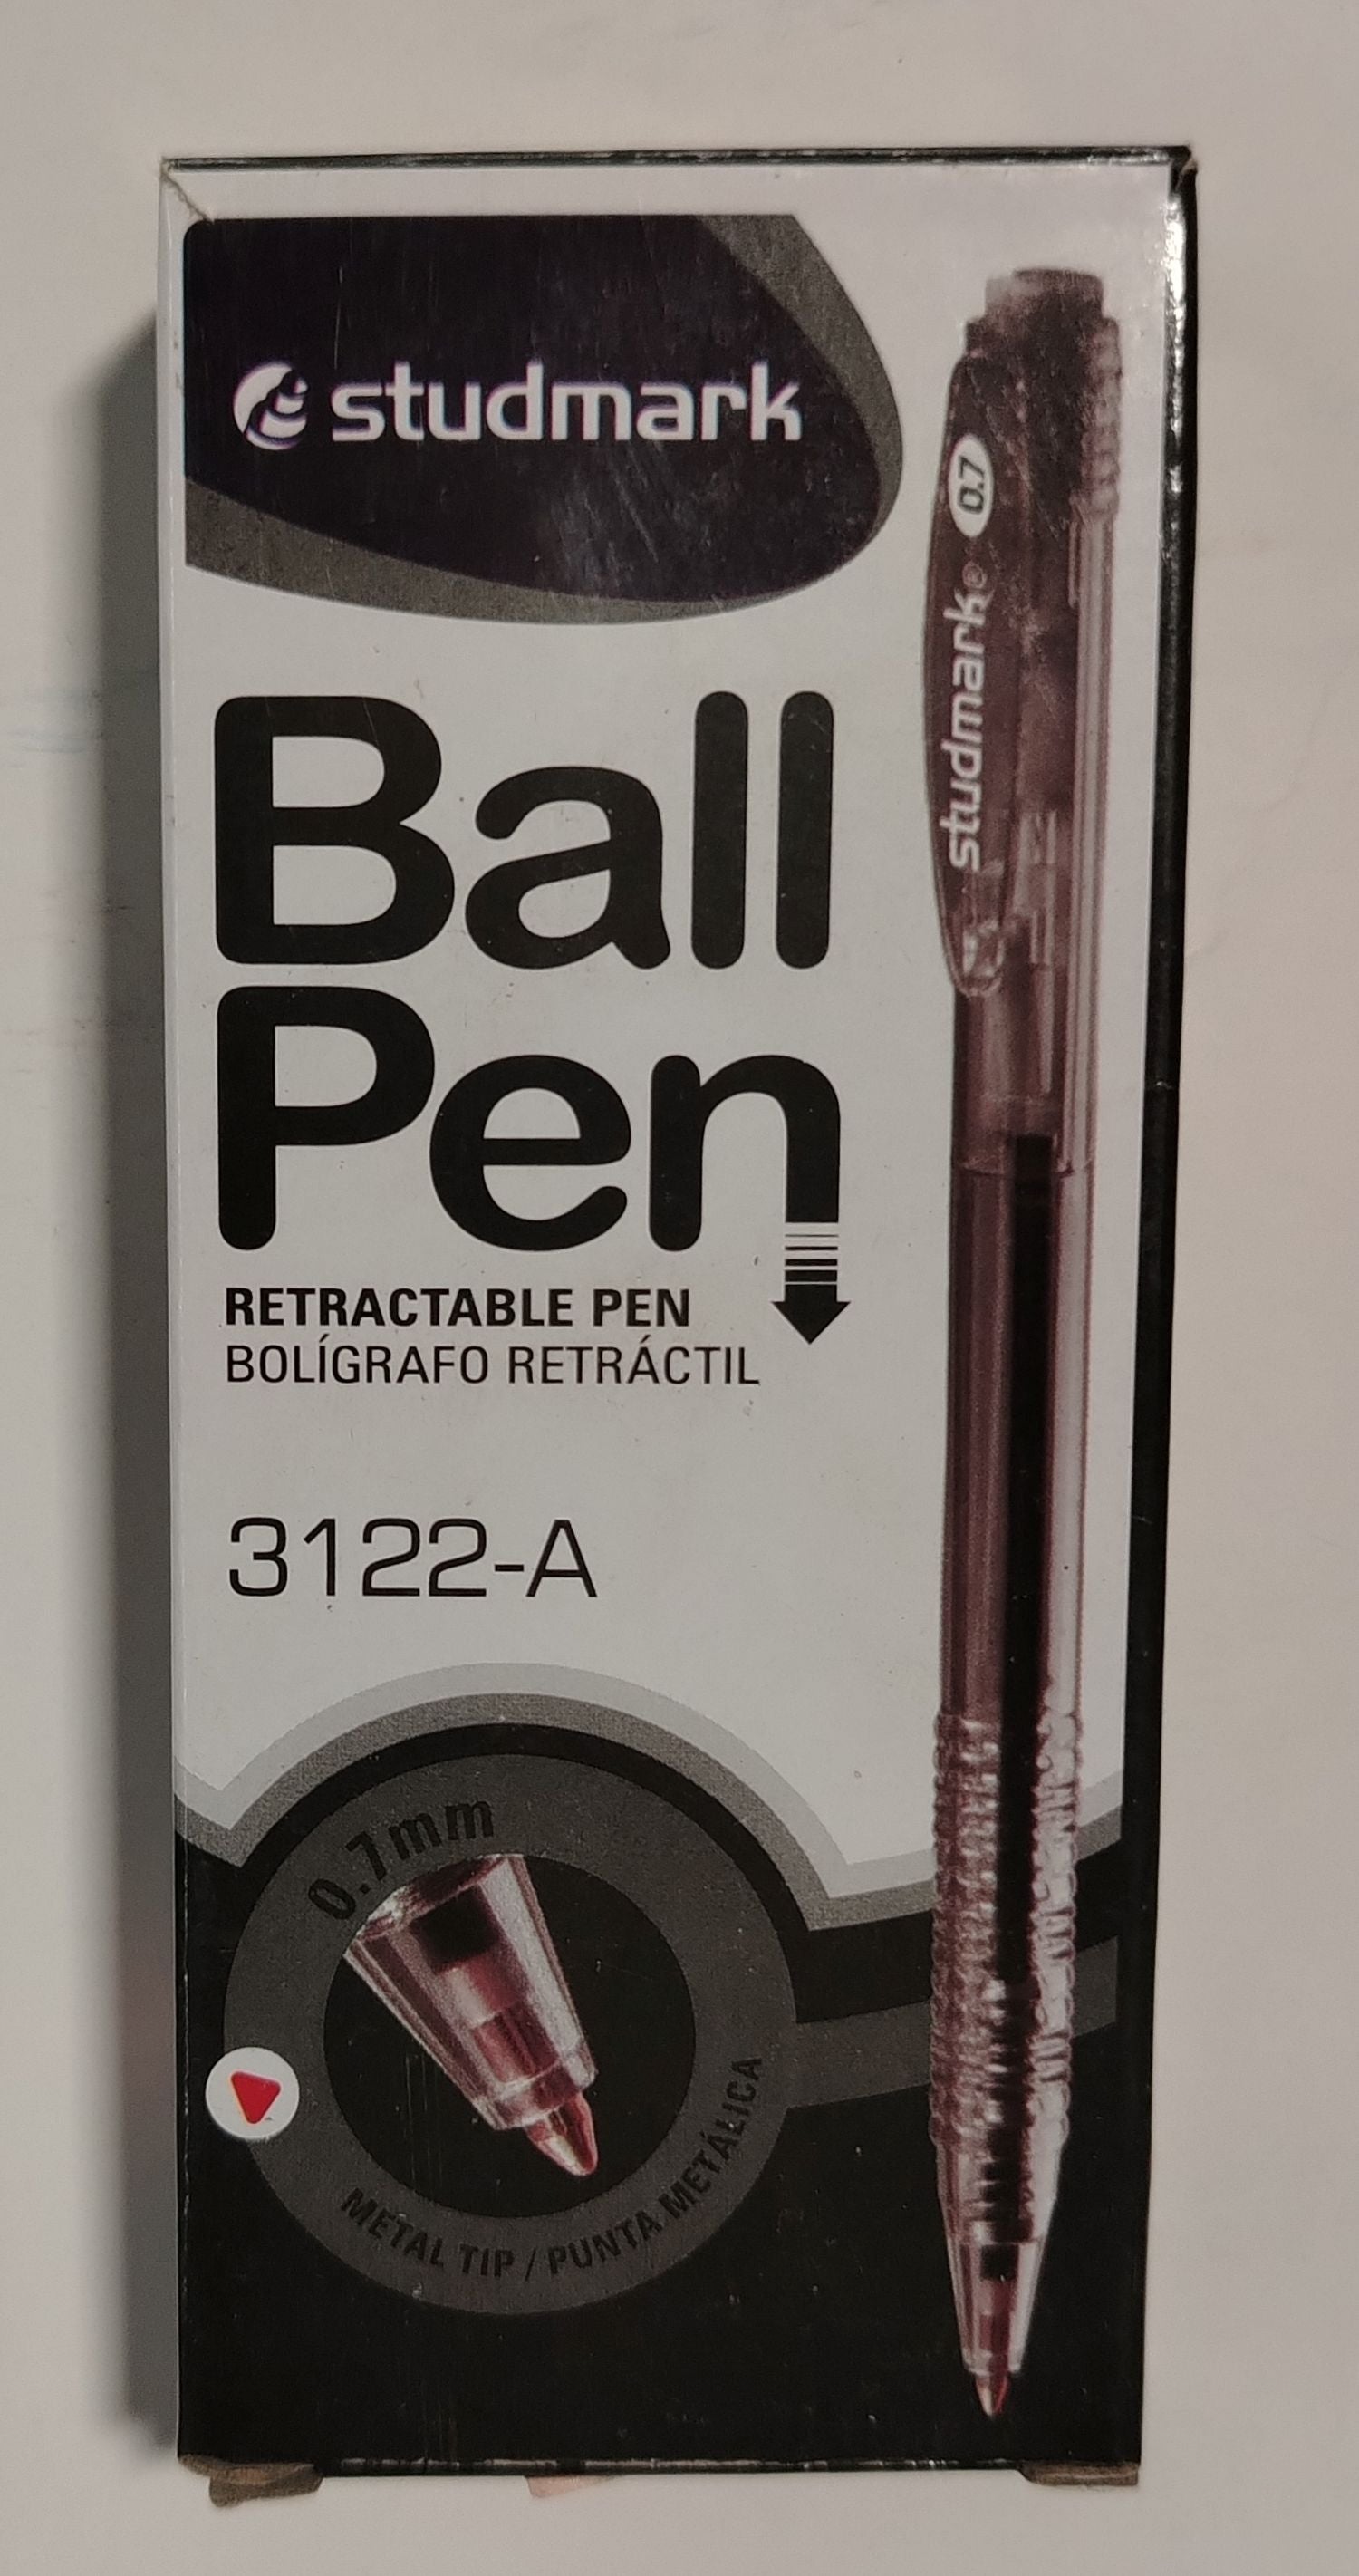 studmark
Ball
Pen
RETRACTABLE PEN
BOLÍGRAFO RETRÁCTIL
3122-A
0.7mm
METAL TIP / PUNTA METÁLICA
0.7
studmark®